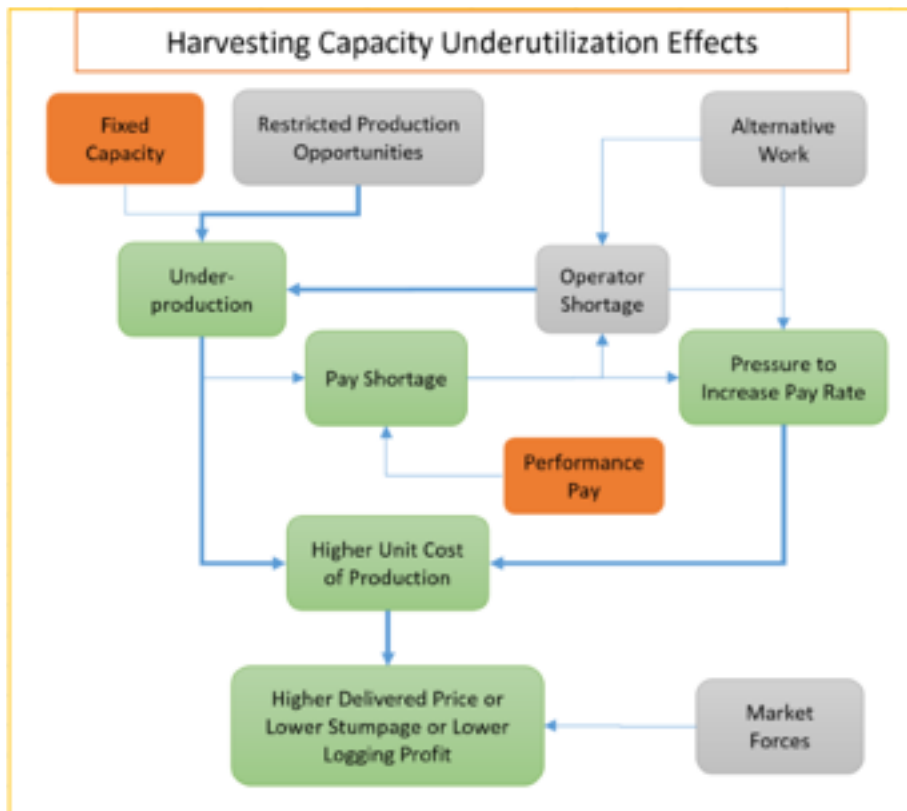 Harvesting Capacity Underutilization Effects
Fixed
Capacity
Restricted Production
Opportunities
Alternative
Work
Under-
production
Operator
Shortage
Pay Shortage
Pressure to
Increase Pay Rate
Performance
Pay
Higher Unit Cost
of Production
Higher Delivered Price or
Lower Stumpage or Lower
Logging Profit
Market
Forces